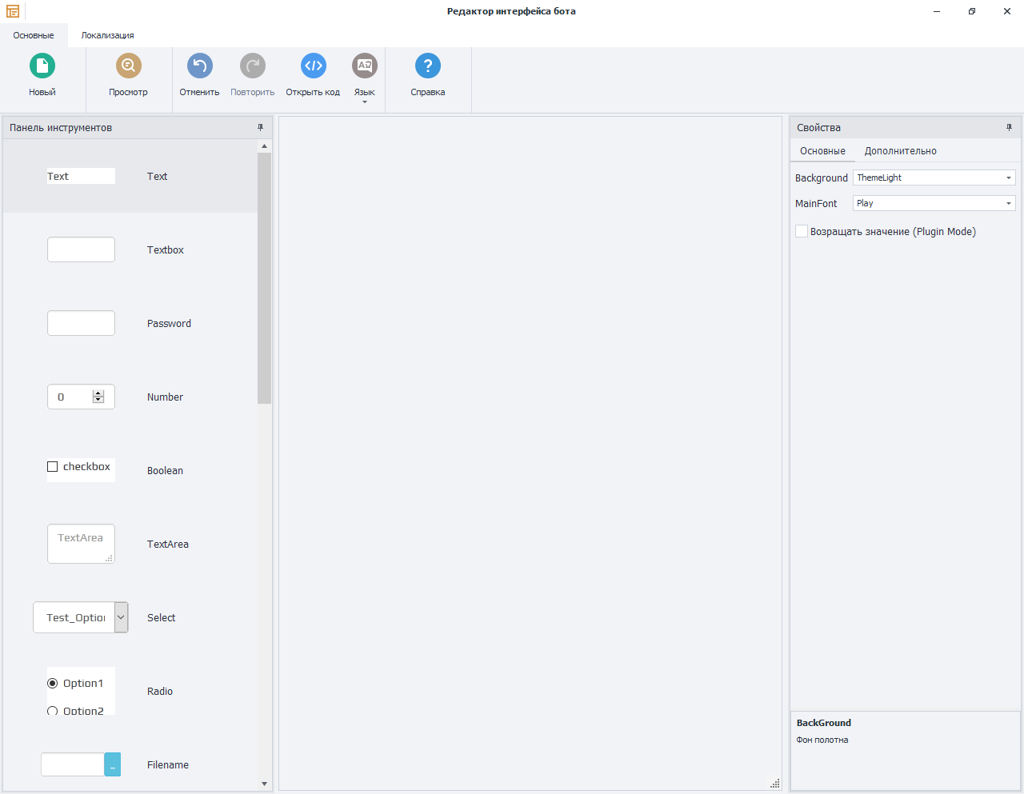 Редактор интерфейса бота
Основные Локализация
Новый Просмотр Отменить Повторить Открыть код Язык Справка
Панель инструментов
Text Text
Textbox
Password
0 Number
checkbox Boolean
TextArea TextArea
Test_Option Select
Option1
Radio
Option2
... Filename
Свойства
Основные Дополнительно
Background ThemeLight
MainFont Play
Возращать значение (Plugin Mode)
BackGround
Фон полотна